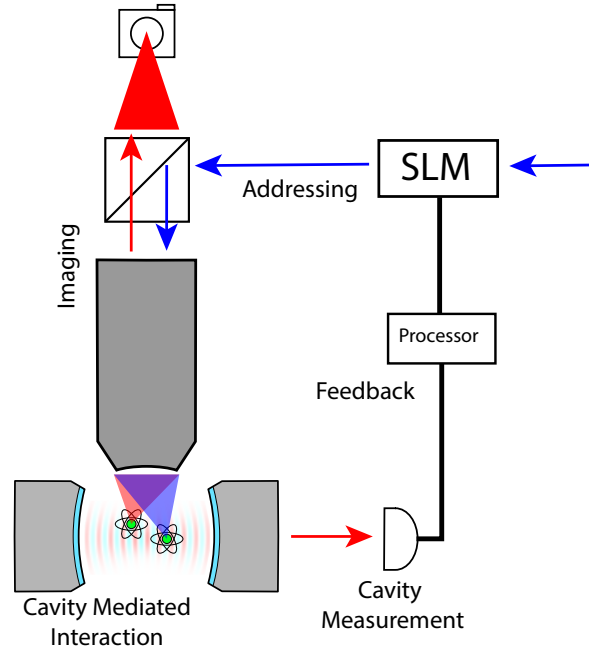 SLM
Addressing
Imaging
Processor
Feedback
Cavity Mediated
Interaction
Cavity
Measurement